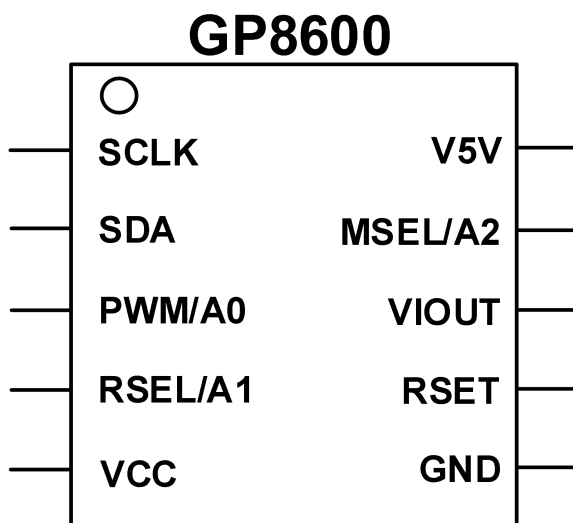 GP8600
SCLK V5V
SDA MSEL/A2
PWM/A0 VIOUT
RSEL/A1 RSET
VCC GND